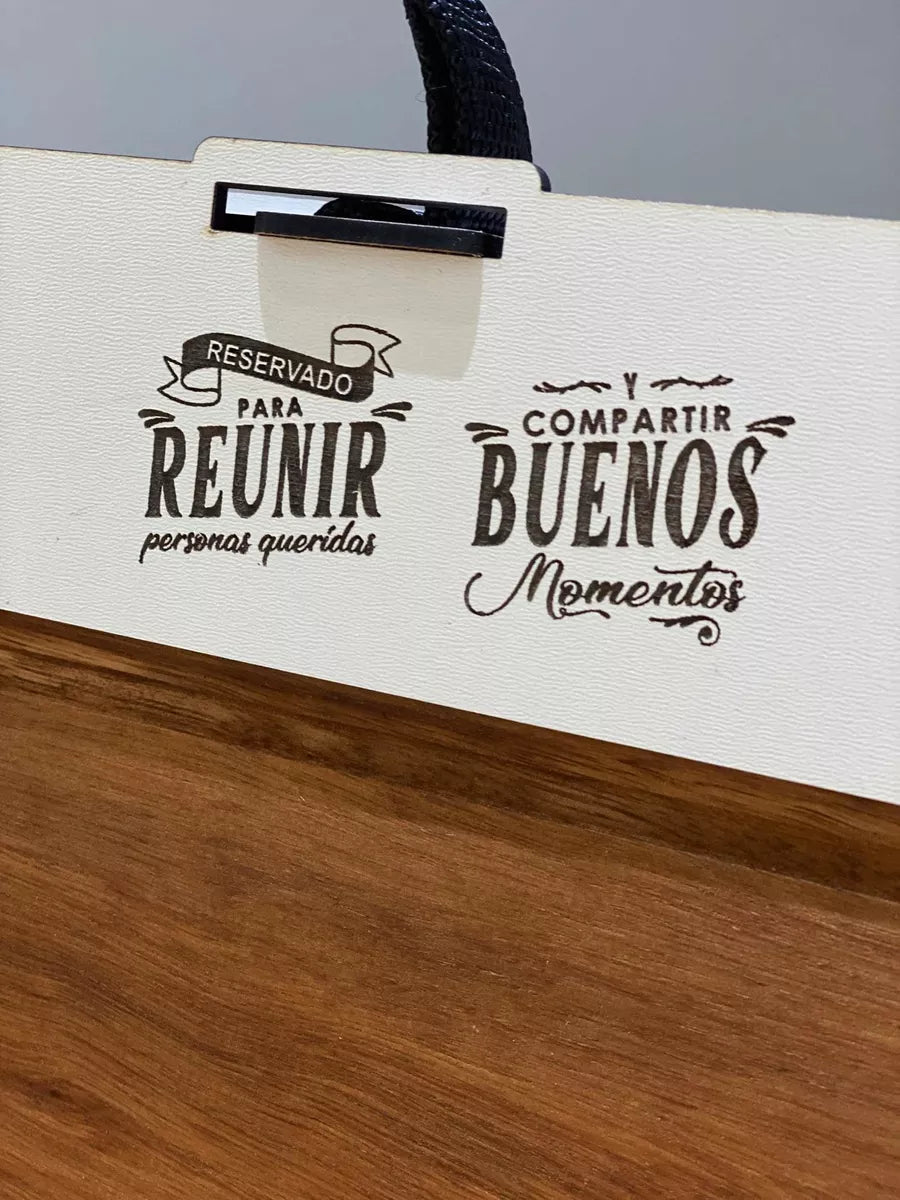 RESERVADO
PARA
REUNIR
personas queridas
Y
COMPARTIR
BUENOS
Momentos